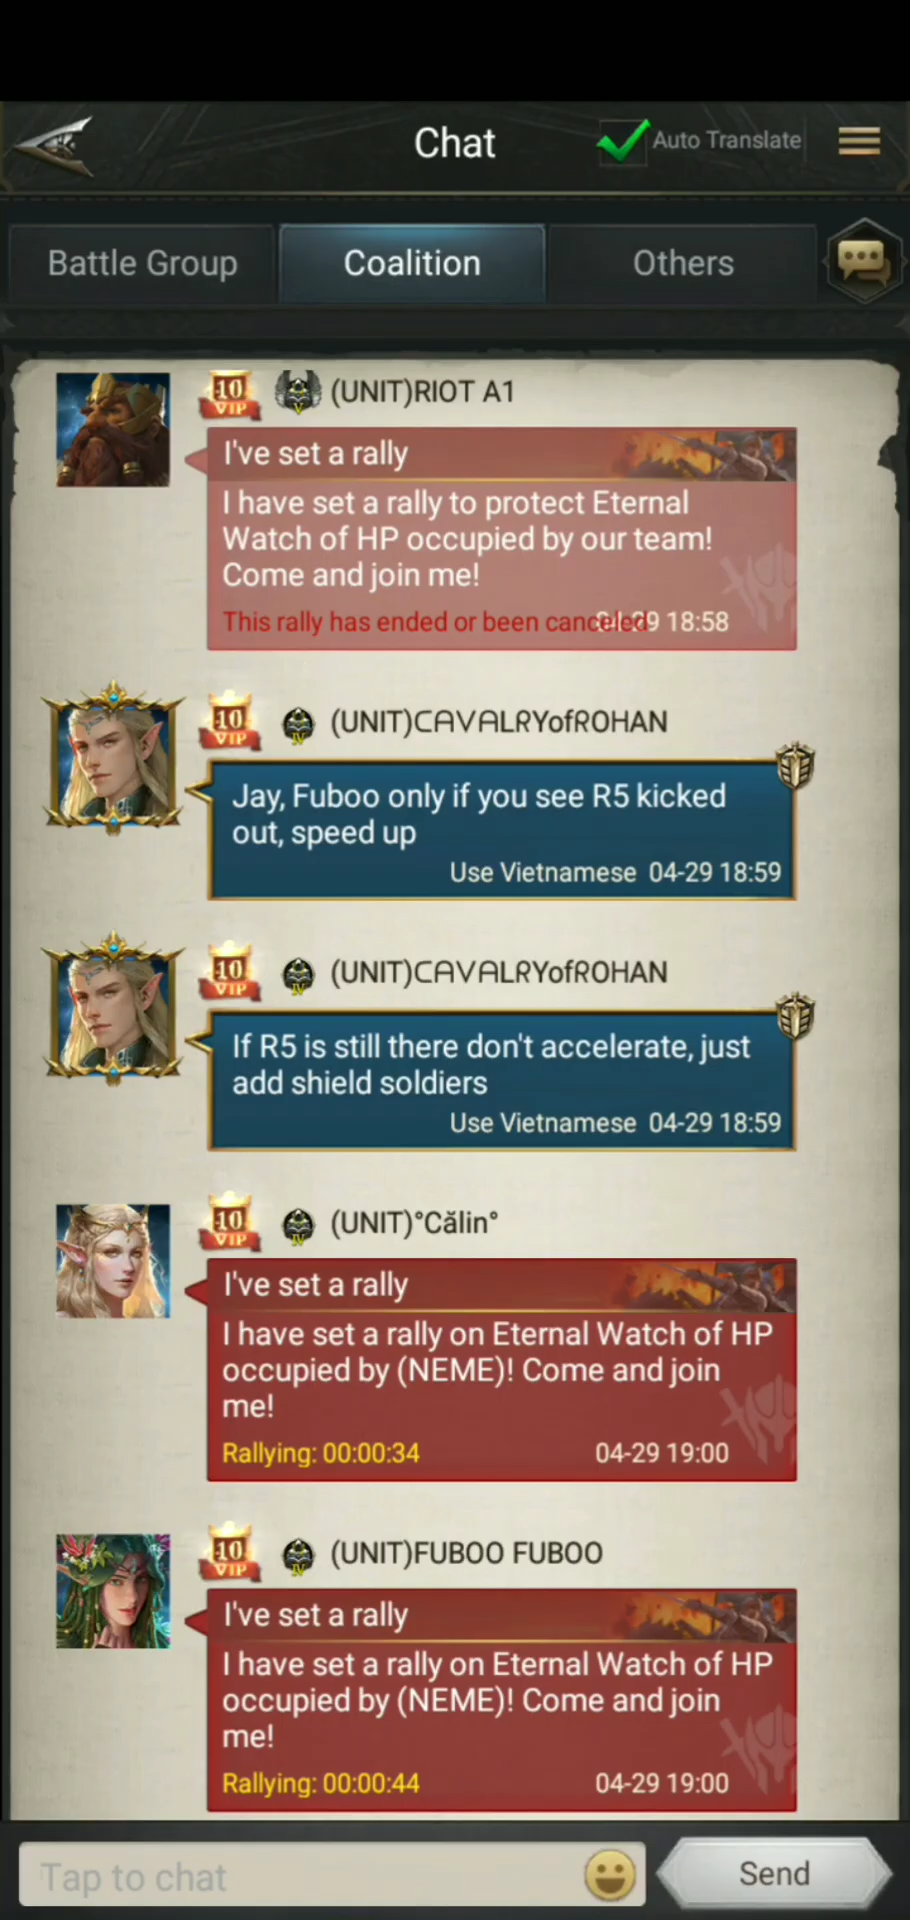 Chat
Auto Translate
Battle Group
Coalition
Others
10
VIP
V
(UNIT)RIOT A1
I've set a rally
I have set a rally to protect Eternal
Watch of HP occupied by our team!
Come and join me!
This rally has ended or been canceled
04-29 18:58
10
VIP
IV
(UNIT)CAVALRYofROHAN
Jay, Fuboo only if you see R5 kicked
out, speed up
Use Vietnamese 04-29 18:59
10
VIP
IV
(UNIT)CAVALRYofROHAN
If R5 is still there don't accelerate, just
add shield soldiers
Use Vietnamese 04-29 18:59
10
VIP
IV
(UNIT)°Călin°
I've set a rally
I have set a rally on Eternal Watch of HP
occupied by (NEME)! Come and join
me!
Rallying: 00:00:34
04-29 19:00
10
VIP
IV
(UNIT)FUBOO FUBOO
I've set a rally
I have set a rally on Eternal Watch of HP
occupied by (NEME)! Come and join
me!
Rallying: 00:00:44
04-29 19:00
Tap to chat
Send